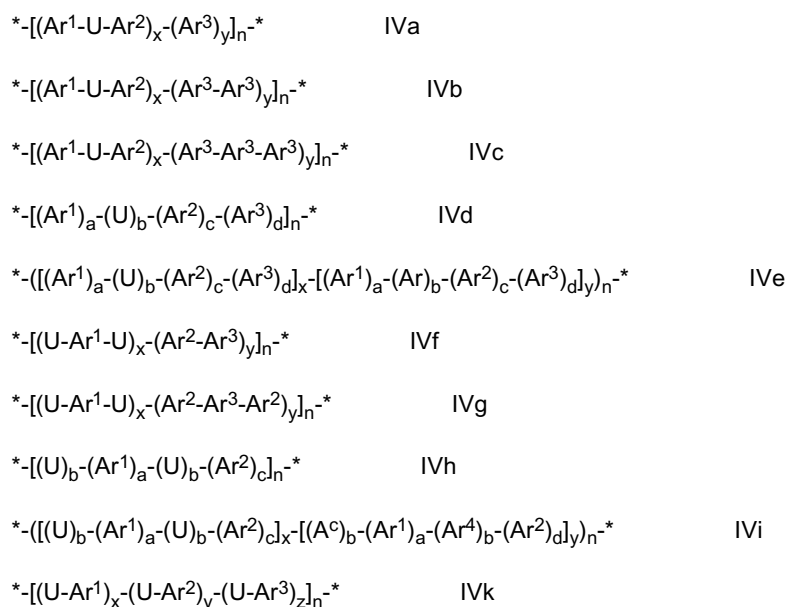 *-[(Ar¹-U-Ar²)ₓ-(Ar³)ᵧ]ₙ-* IVa
*-[(Ar¹-U-Ar²)ₓ-(Ar³-Ar³)ᵧ]ₙ-* IVb
*-[(Ar¹-U-Ar²)ₓ-(Ar³-Ar³-Ar³)ᵧ]ₙ-* IVc
*-[(Ar¹)a-(U)b-(Ar²)c-(Ar³)d]ₙ-* IVd
*-([(Ar¹)a-(U)b-(Ar²)c-(Ar³)d]ₓ-[(Ar¹)a-(Ar)b-(Ar²)c-(Ar³)d]ᵧ)ₙ-* IVe
*-[(U-Ar¹-U)ₓ-(Ar²-Ar³)ᵧ]ₙ-* IVf
*-[(U-Ar¹-U)ₓ-(Ar²-Ar³-Ar²)ᵧ]ₙ-* IVg
*-[(U)b-(Ar¹)a-(U)b-(Ar²)c]ₙ-* IVh
*-([(U)b-(Ar¹)a-(U)b-(Ar²)c]ₓ-[(Aᶜ)b-(Ar¹)a-(Ar⁴)b-(Ar²)d]ᵧ)ₙ-* IVi
*-[(U-Ar¹)ₓ-(U-Ar²)ᵧ-(U-Ar³)z]ₙ-* IVk